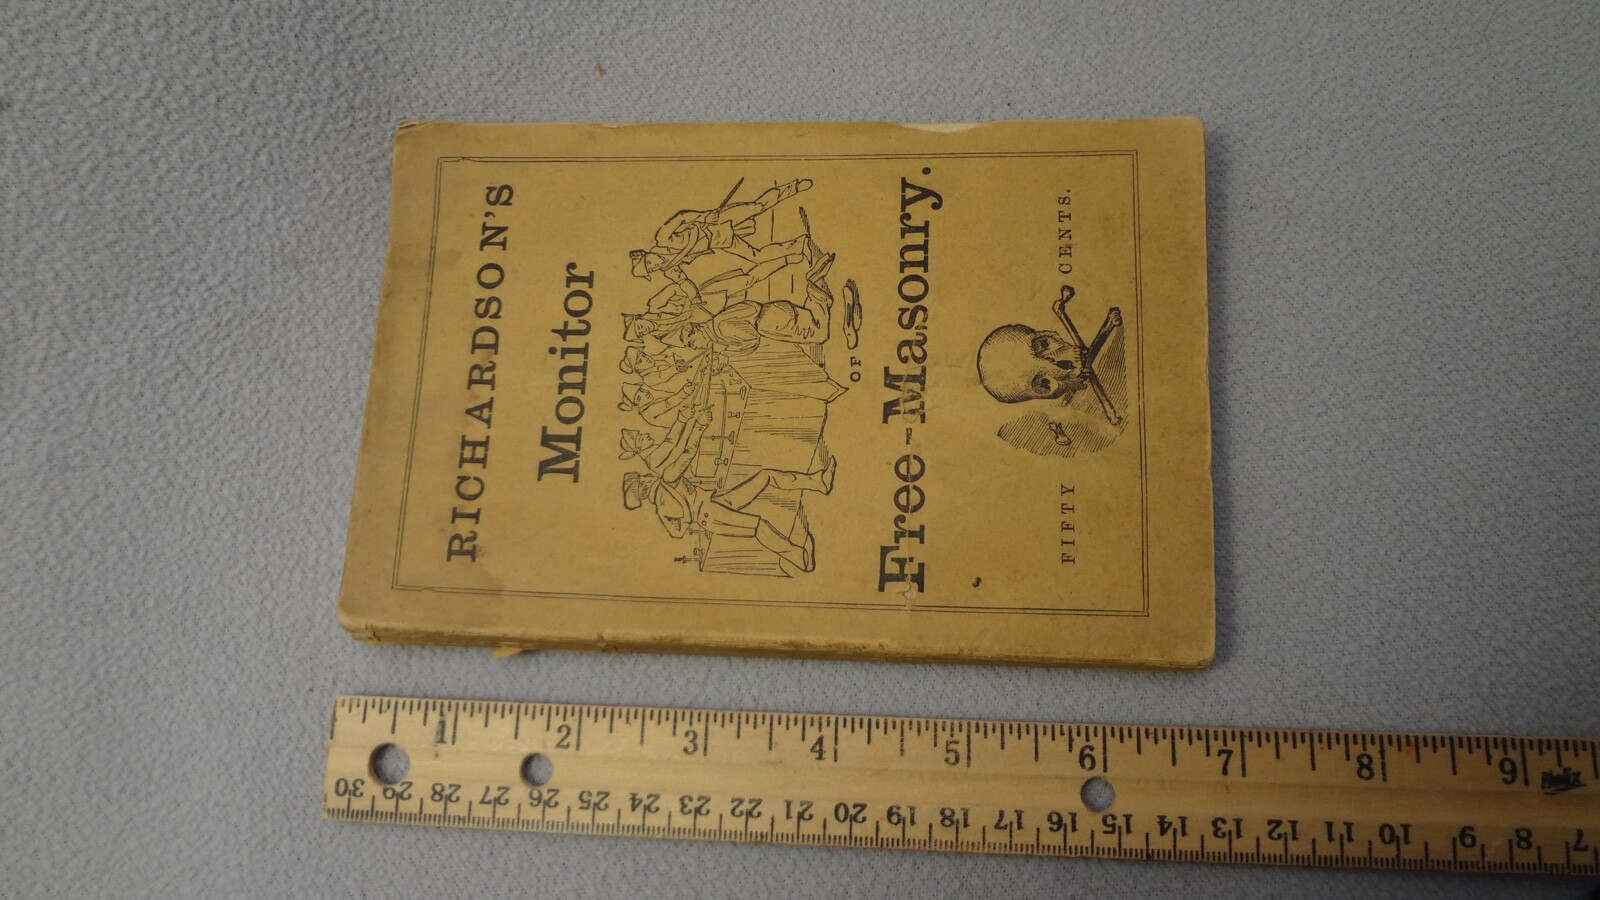 RICHARDSON'S
Monitor
OF
Free-Masonry.
FIFTY CENTS.
1 2 3 4 5 6 7 8 9
30 29 28 27 26 25 24 23 22 21 20 19 18 17 16 15 14 13 12 11 10 9 8 7
Helix